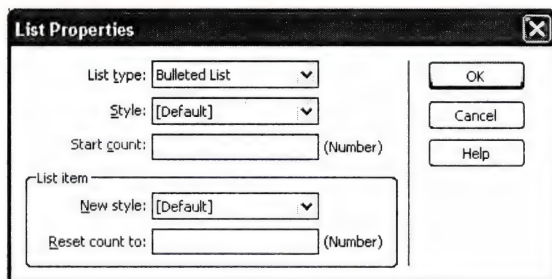 List Properties
List type: Bulleted List
OK
Style: [Default]
Cancel
Start count: (Number)
Help
List item
New style: [Default]
Reset count to: (Number)